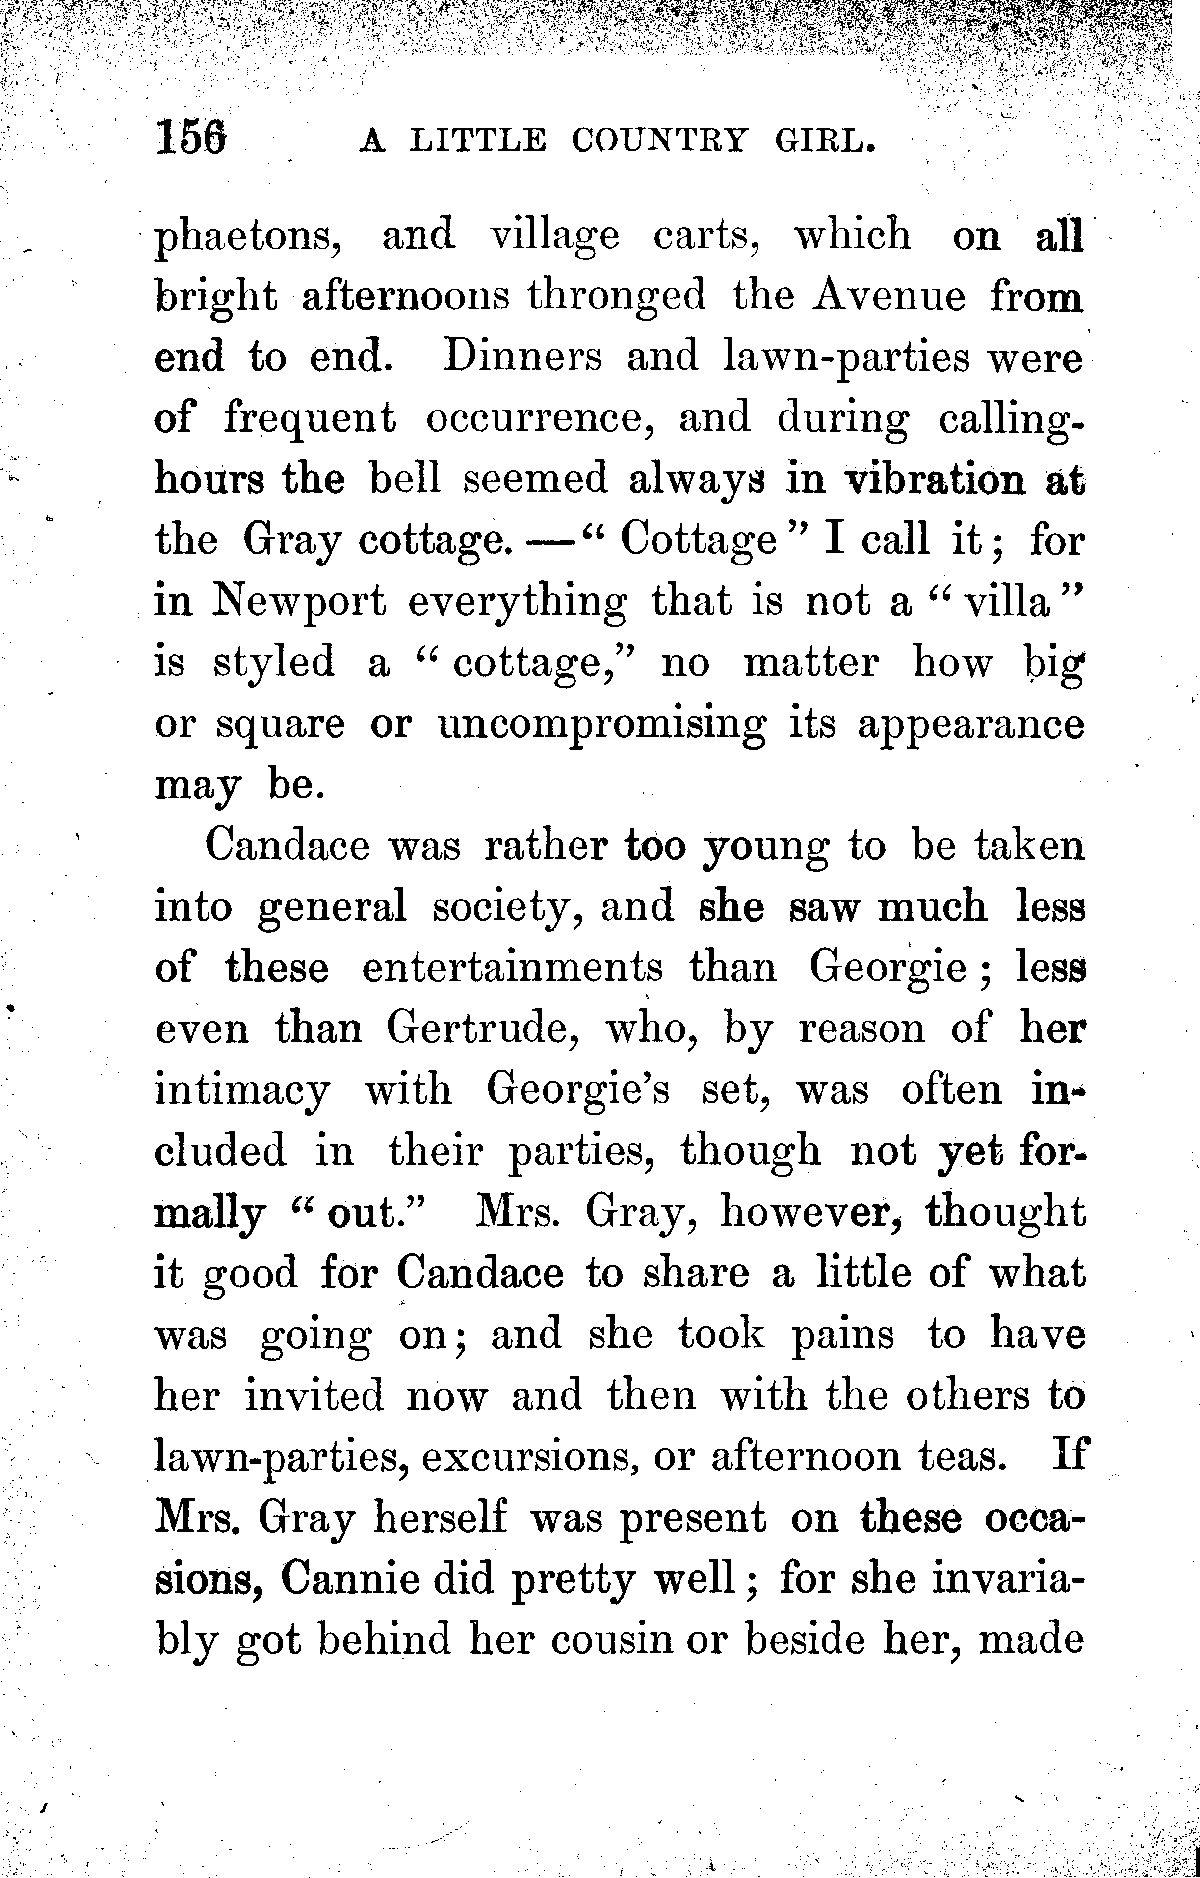 156 A LITTLE COUNTRY GIRL.
phaetons, and village carts, which on all
bright afternoons thronged the Avenue from
end to end. Dinners and lawn-parties were
of frequent occurrence, and during calling-
hours the bell seemed always in vibration at
the Gray cottage. — “ Cottage ” I call it ; for
in Newport everything that is not a “ villa ”
is styled a “ cottage,” no matter how big
or square or uncompromising its appearance
may be.
Candace was rather too young to be taken
into general society, and she saw much less
of these entertainments than Georgie ; less
even than Gertrude, who, by reason of her
intimacy with Georgie’s set, was often in-
cluded in their parties, though not yet for-
mally “ out.” Mrs. Gray, however, thought
it good for Candace to share a little of what
was going on ; and she took pains to have
her invited now and then with the others to
lawn-parties, excursions, or afternoon teas. If
Mrs. Gray herself was present on these occa-
sions, Cannie did pretty well ; for she invaria-
bly got behind her cousin or beside her, made